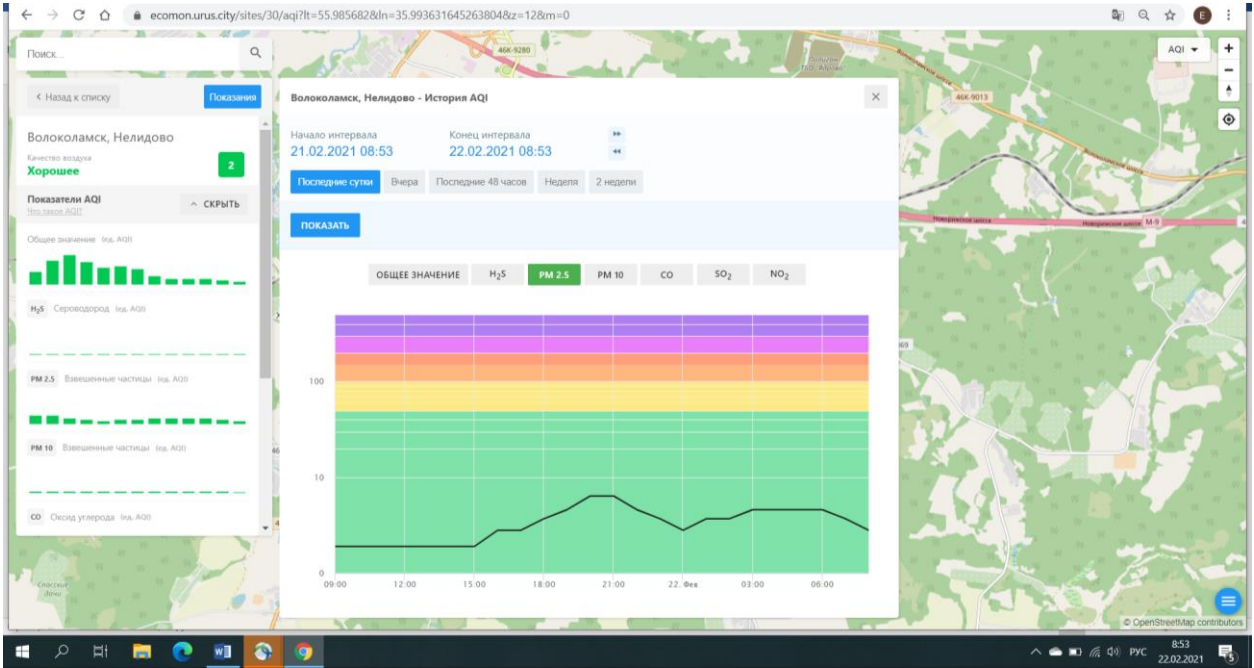 ecomon.urus.city/sites/30/aqi?lt=55.985682&ln=35.993631645263804&z=12&m=0
E
Поиск...
AQI
46К-9280
46К-9013
Волоколамское шоссе
Новорижское шоссе
Новорижское шоссе
М-9
Спасские
Дачи
© OpenStreetMap contributors
Назад к списку
Показания
Волоколамск, Нелидово
Качество воздуха
Хорошее
2
Показатели AQI
Что такое AQI?
СКРЫТЬ
Общее значение (ед. AQI)
H₂S Сероводород (ед. AQI)
PM 2.5 Взвешенные частицы (ед. AQI)
PM 10 Взвешенные частицы (ед. AQI)
CO Оксид углерода (ед. AQI)
Волоколамск, Нелидово - История AQI
Начало интервала
21.02.2021 08:53
Конец интервала
22.02.2021 08:53
Последние сутки Вчера Последние 48 часов Неделя 2 недели
ПОКАЗАТЬ
ОБЩЕЕ ЗНАЧЕНИЕ H₂S PM 2.5 PM 10 CO SO₂ NO₂
100
10
0
09:00 12:00 15:00 18:00 21:00 22. Фев 03:00 06:00
РУС
8:53
22.02.2021
5